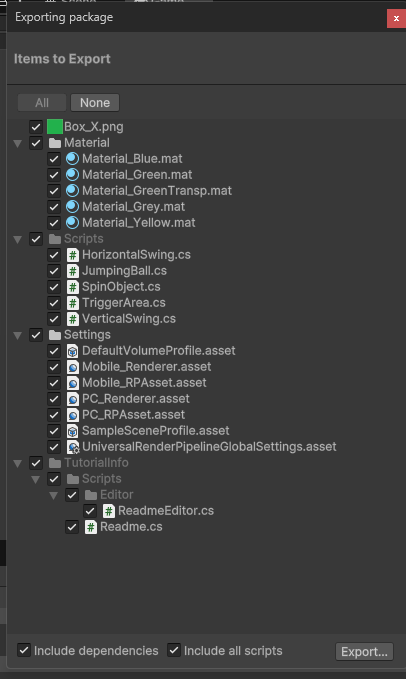 Exporting package
x
Items to Export
All None
Box_X.png
Material
Material_Blue.mat
Material_Green.mat
Material_GreenTransp.mat
Material_Grey.mat
Material_Yellow.mat
Scripts
# HorizontalSwing.cs
# JumpingBall.cs
# SpinObject.cs
# TriggerArea.cs
# VerticalSwing.cs
Settings
DefaultVolumeProfile.asset
Mobile_Renderer.asset
Mobile_RPAsset.asset
PC_Renderer.asset
PC_RPAsset.asset
SampleSceneProfile.asset
UniversalRenderPipelineGlobalSettings.asset
TutorialInfo
Scripts
Editor
# ReadmeEditor.cs
# Readme.cs
Include dependencies Include all scripts Export...